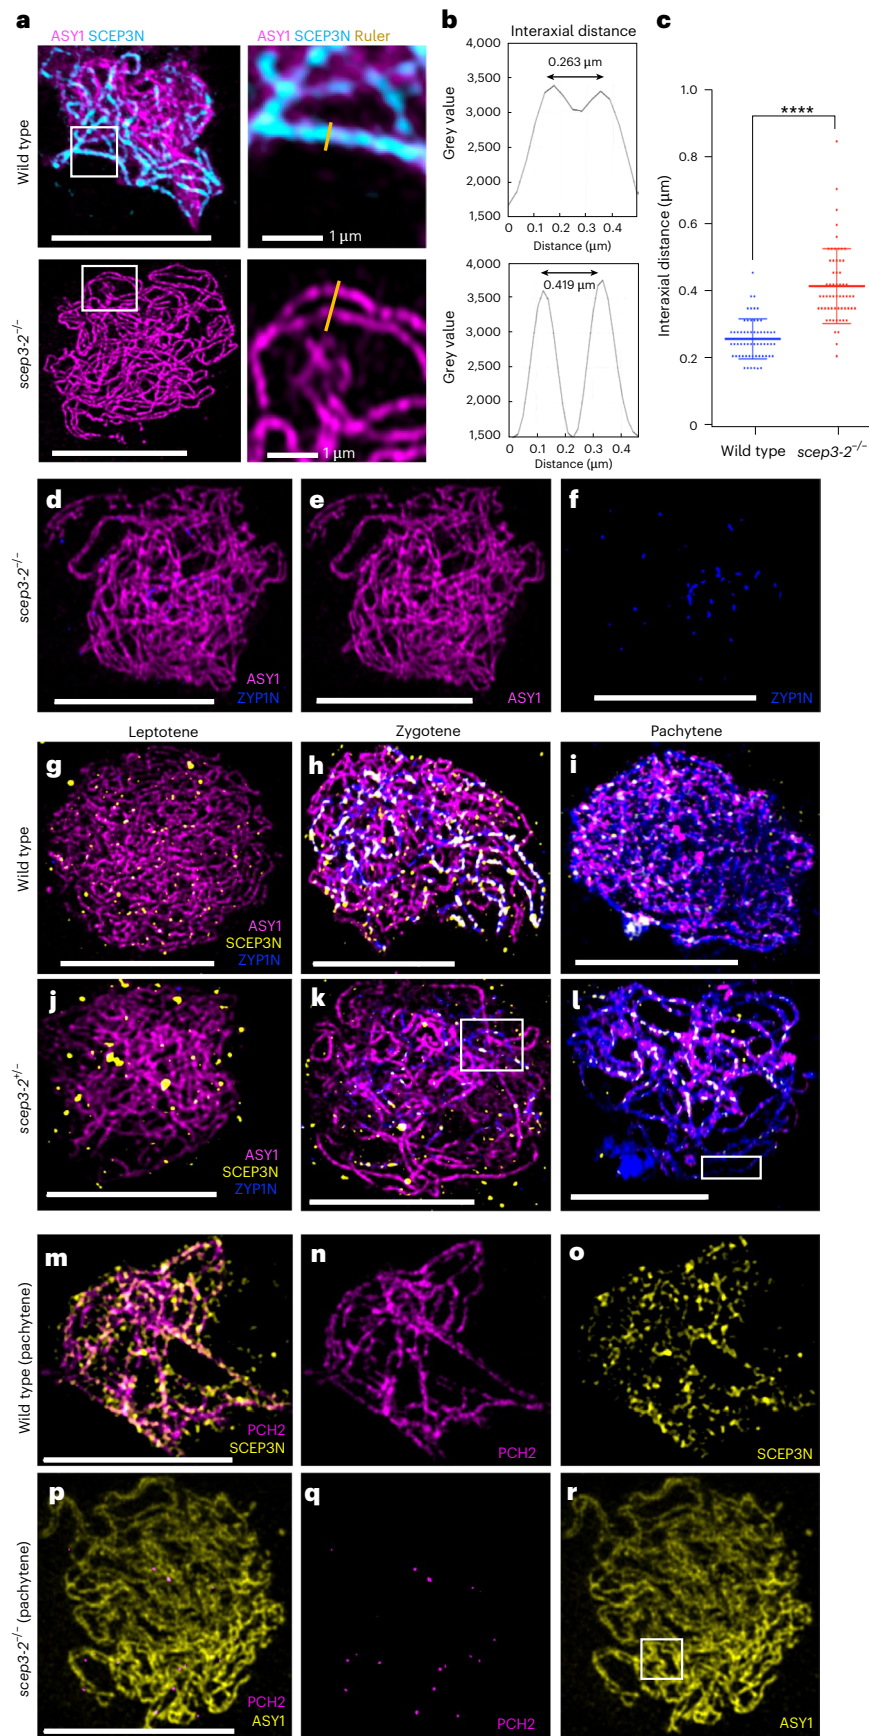 a
ASY1 SCEP3N
ASY1 SCEP3N Ruler
Wild type
1 µm
scep3-2−/−
1 µm
b
Interaxial distance
4,000
3,500
3,000
2,500
2,000
1,500
Grey value
0.263 µm
0 0.1 0.2 0.3 0.4
Distance (µm)
4,000
3,500
3,000
2,500
2,000
1,500
Grey value
0.419 µm
0 0.1 0.2 0.3 0.4
Distance (µm)
c
1.0
0.8
0.6
0.4
0.2
0
Interaxial distance (µm)
****
Wild type scep3-2−/−
scep3-2−/−
d
ASY1
ZYP1N
e
ASY1
f
ZYP1N
Leptotene
Zygotene
Pachytene
Wild type
g
ASY1
SCEP3N
ZYP1N
h
i
scep3-2+/−
j
ASY1
SCEP3N
ZYP1N
k
l
Wild type (pachytene)
m
PCH2
SCEP3N
n
PCH2
o
SCEP3N
scep3-2−/− (pachytene)
p
PCH2
ASY1
q
PCH2
r
ASY1